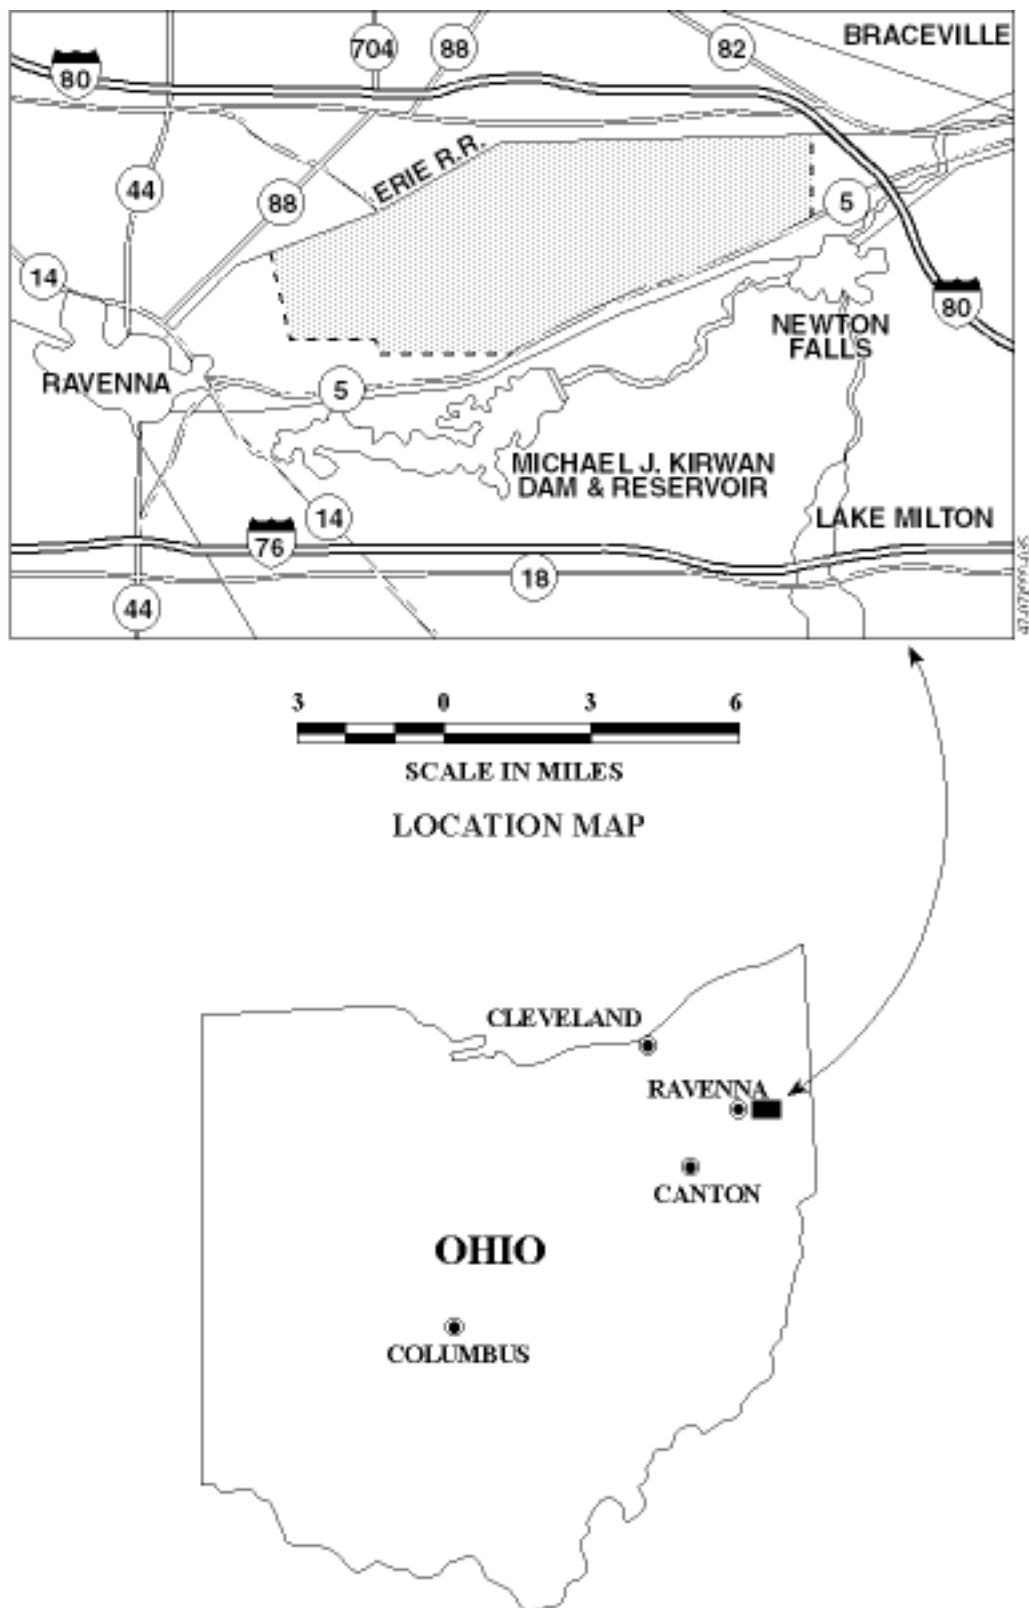 BRACEVILLE
80
704
88
82
44
88
ERIE R.R.
5
14
80
NEWTON
FALLS
RAVENNA
5
MICHAEL J. KIRWAN
DAM & RESERVOIR
14
LAKE MILTON
76
18
44
3 0 3 6
SCALE IN MILES
LOCATION MAP
CLEVELAND
RAVENNA
CANTON
OHIO
COLUMBUS